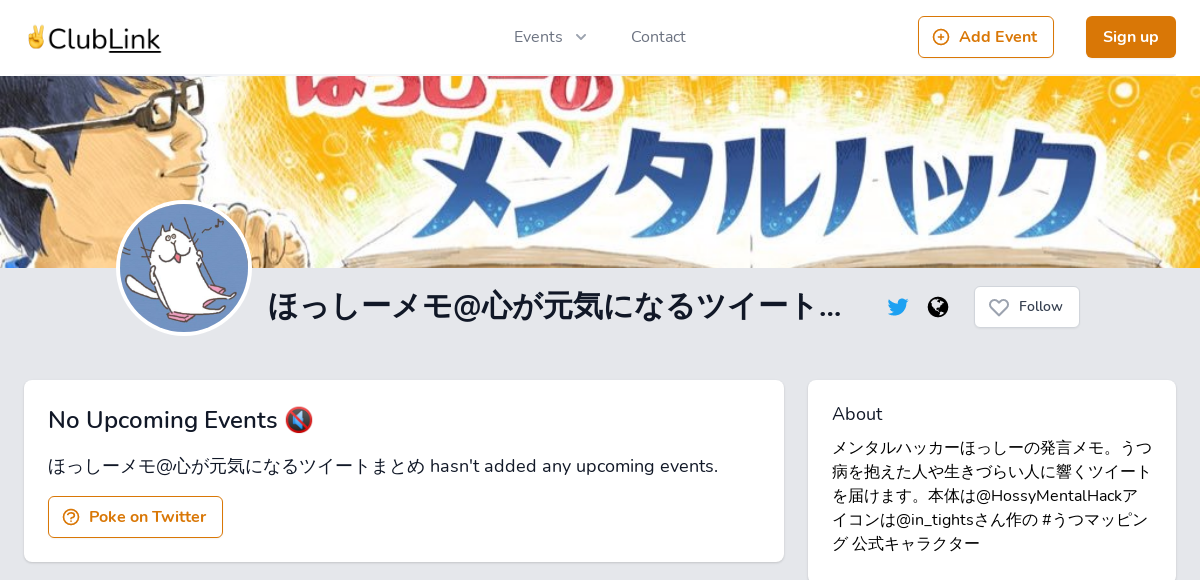 ClubLink
Events
Contact
Add Event
Sign up
ほっしーの
メンタルハック
ほっしーメモ@心が元気になるツイート...
Follow
No Upcoming Events
ほっしーメモ@心が元気になるツイートまとめ hasn't added any upcoming events.
Poke on Twitter
About
メンタルハッカーほっしーの発言メモ。うつ
病を抱えた人や生きづらい人に響くツイート
を届けます。本体は@HossyMentalHackア
イコンは@in_tightsさん作の #うつマッピン
グ 公式キャラクター